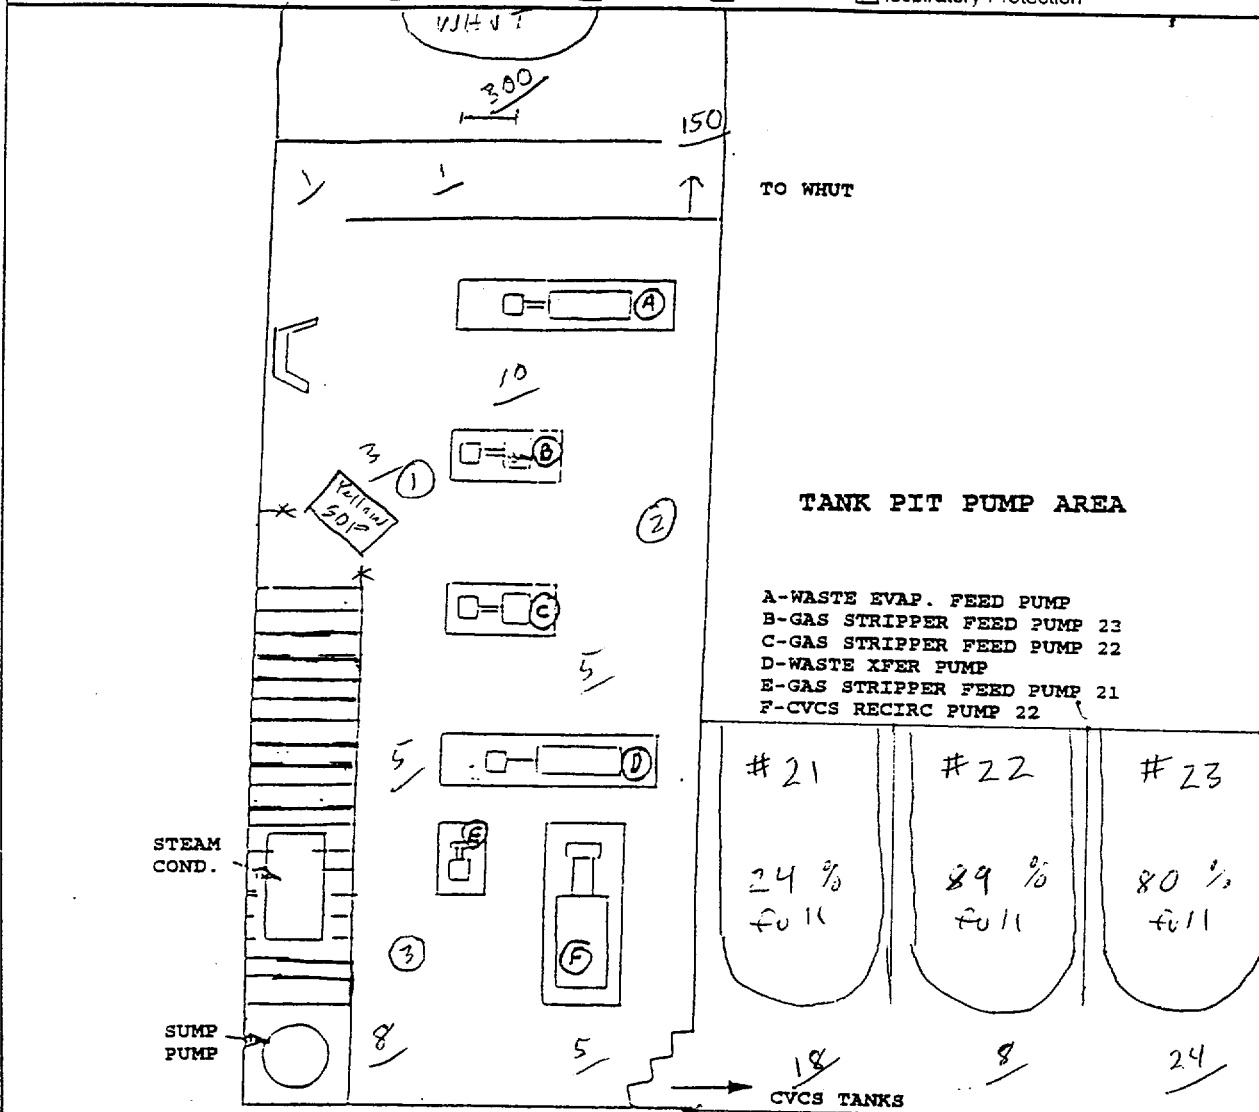 Respiratory Protection
WHUT
300
150
1
1
TO WHUT
A
10
3
1
B
Yellow
SOP
2
TANK PIT PUMP AREA
C
A-WASTE EVAP. FEED PUMP
B-GAS STRIPPER FEED PUMP 23
C-GAS STRIPPER FEED PUMP 22
D-WASTE XFER PUMP
E-GAS STRIPPER FEED PUMP 21
F-CVCS RECIRC PUMP 22
5
5
D
#21
#22
#23
E
STEAM
COND.
24 %
full
89 %
full
80 %
full
3
F
SUMP
PUMP
8
5
18
8
24
CVCS TANKS